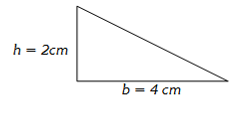 h = 2cm
b = 4 cm